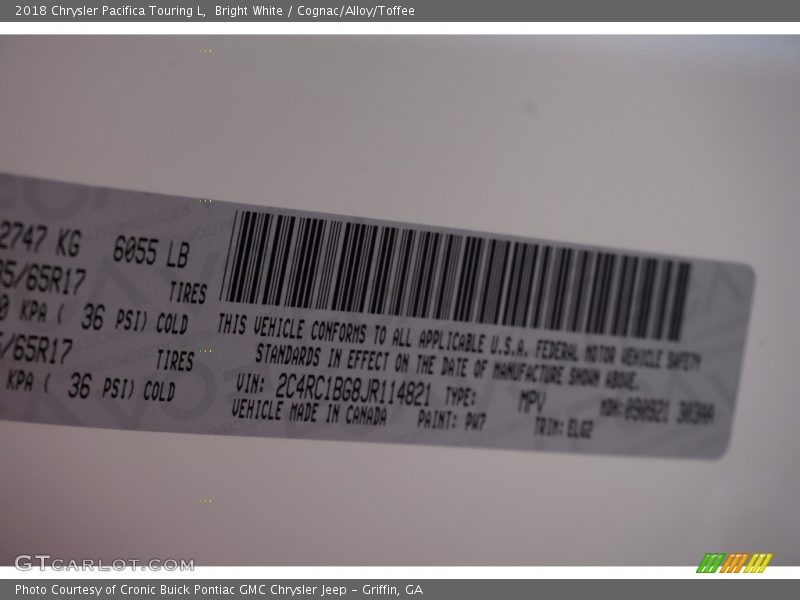 2018 Chrysler Pacifica Touring L, Bright White / Cognac/Alloy/Toffee
2747 KG 6055 LB
5/65R17 TIRES
0 KPA ( 36 PSI) COLD
THIS VEHICLE CONFORMS TO ALL APPLICABLE U.S.A. FEDERAL MOTOR VEHICLE SAFETY
STANDARDS IN EFFECT ON THE DATE OF MANUFACTURE SHOWN ABOVE.
/65R17 TIRES
KPA ( 36 PSI) COLD
VIN: 2C4RC1BG8JR114821 TYPE: MPV
VEHICLE MADE IN CANADA PAINT: PW7 TRIM: ELG2
GTCARLOT.COM
Photo Courtesy of Cronic Buick Pontiac GMC Chrysler Jeep - Griffin, GA